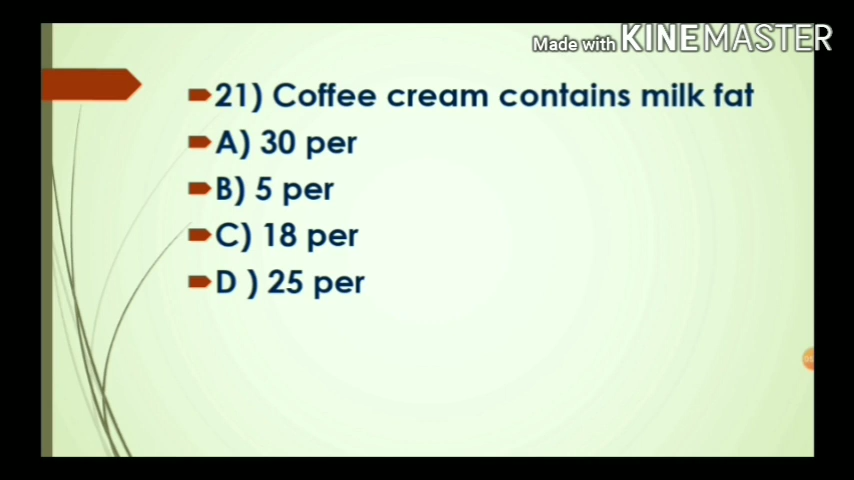 Made with KINEMASTER
21) Coffee cream contains milk fat
A) 30 per
B) 5 per
C) 18 per
D ) 25 per